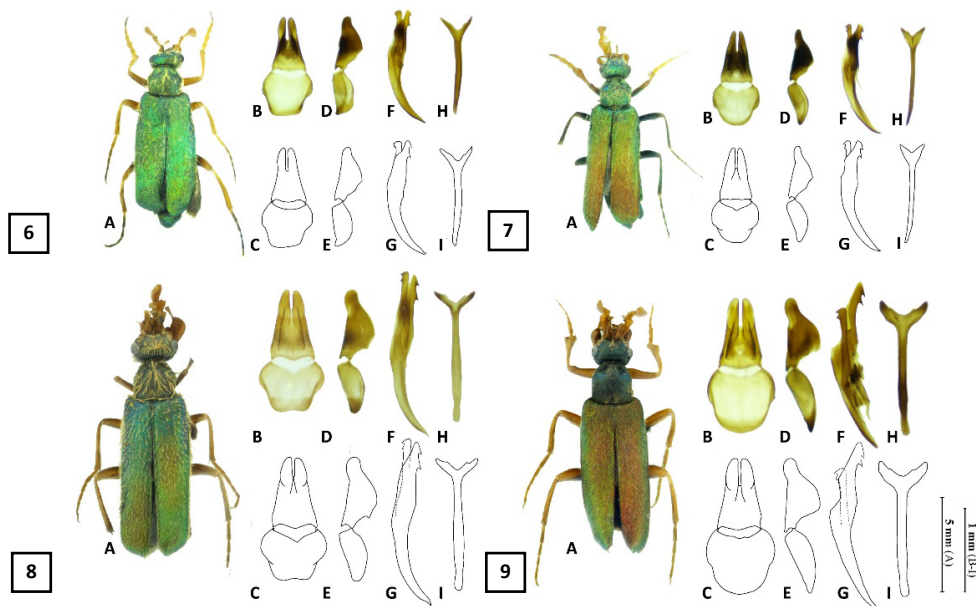 B D F H
A
6
C E G I
B D F H
A
7
C E G I
B D F H
A
8
C E G I
B D F H
A
9
C E G I
5 mm (A)
1 mm (B-I)